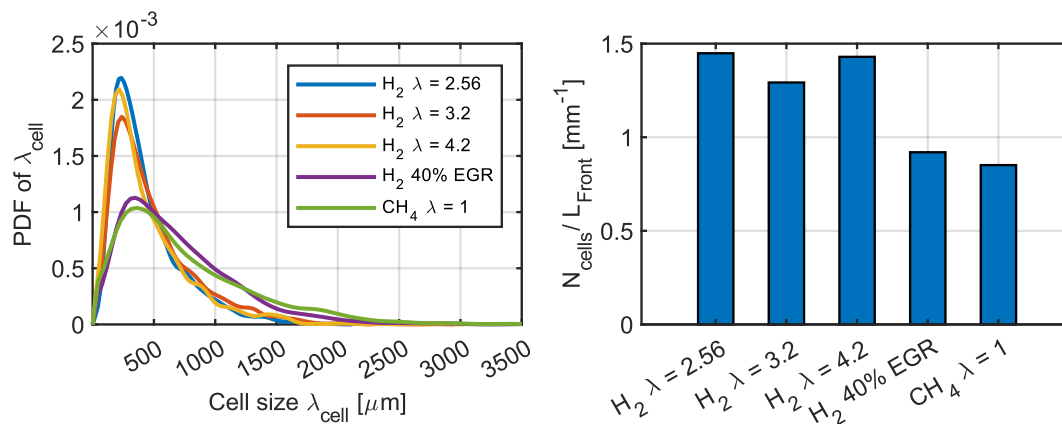 × 10⁻³
2.5
2
1.5
1
0.5
0
PDF of λcell
H₂ λ = 2.56
H₂ λ = 3.2
H₂ λ = 4.2
H₂ 40% EGR
CH₄ λ = 1
500
1000
1500
2000
2500
3000
3500
Cell size λcell [μm]
1.5
1
0.5
0
Ncells/ LFront [mm⁻¹]
H₂ λ = 2.56
H₂ λ = 3.2
H₂ λ = 4.2
H₂ 40% EGR
CH₄ λ = 1